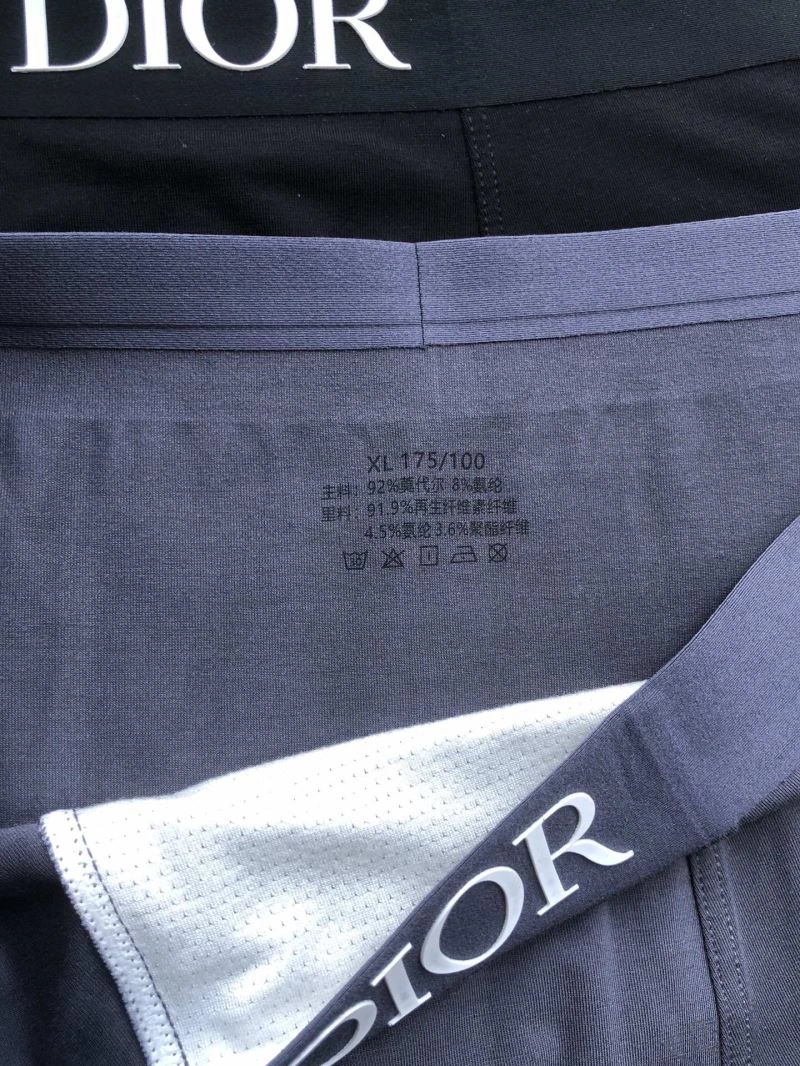 DIOR
XL 175/100
主料：92%莫代尔 8%氨纶
里料：91.9%再生纤维素纤维
4.5%氨纶 3.6%聚酯纤维
DIOR